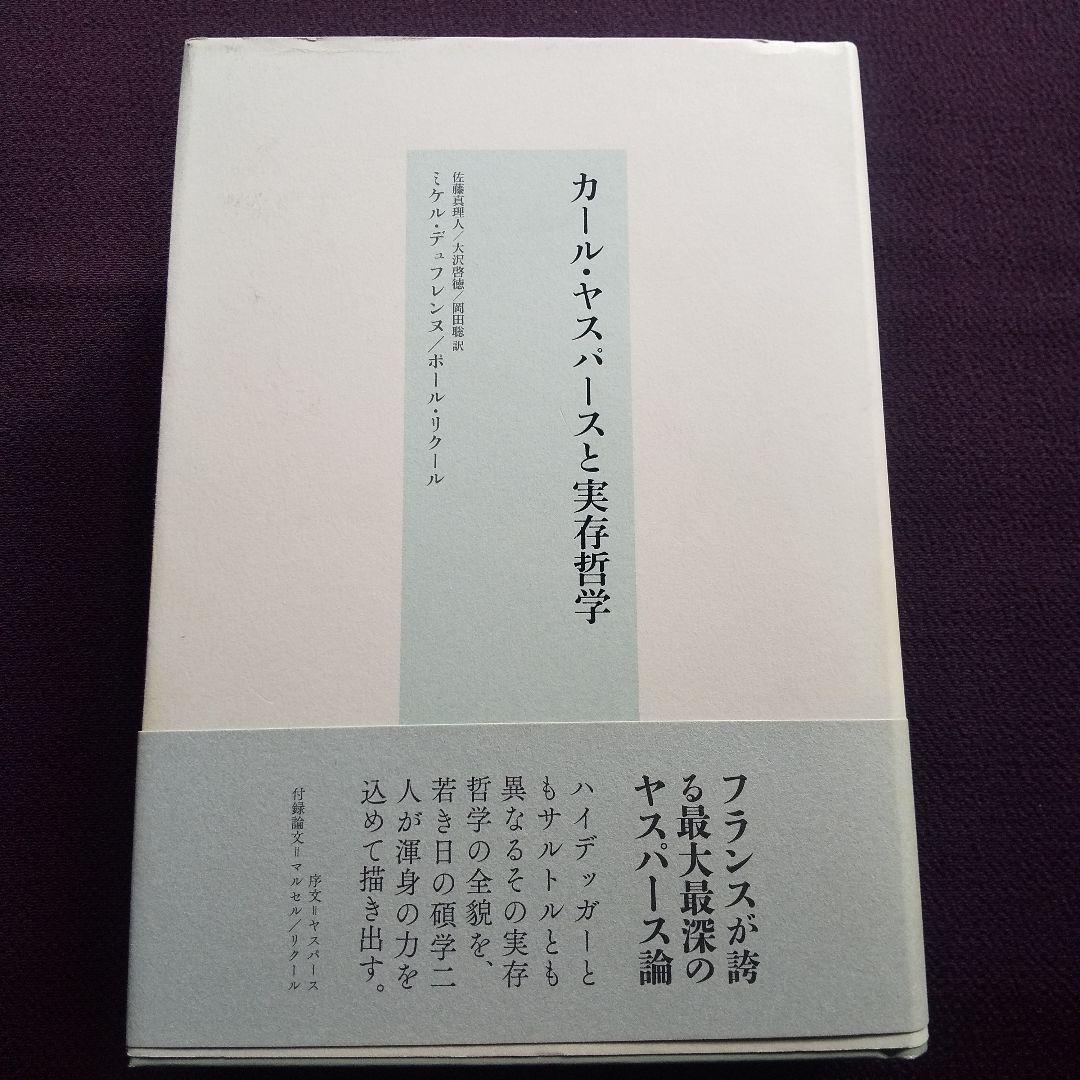 カール・ヤスパースと実存哲学
佐藤真理人／大沢啓徳／岡田聡 訳
ミケル・デュフレンヌ／ポール・リクール
フランスが誇
る最大最深の
ヤスパース論
ハイデッガーと
もサルトルとも
異なるその実存
哲学の全貌を、
若き日の碩学二
人が渾身の力を
込めて描き出す。
序文＝ヤスパース
付録論文＝マルセル／リクール